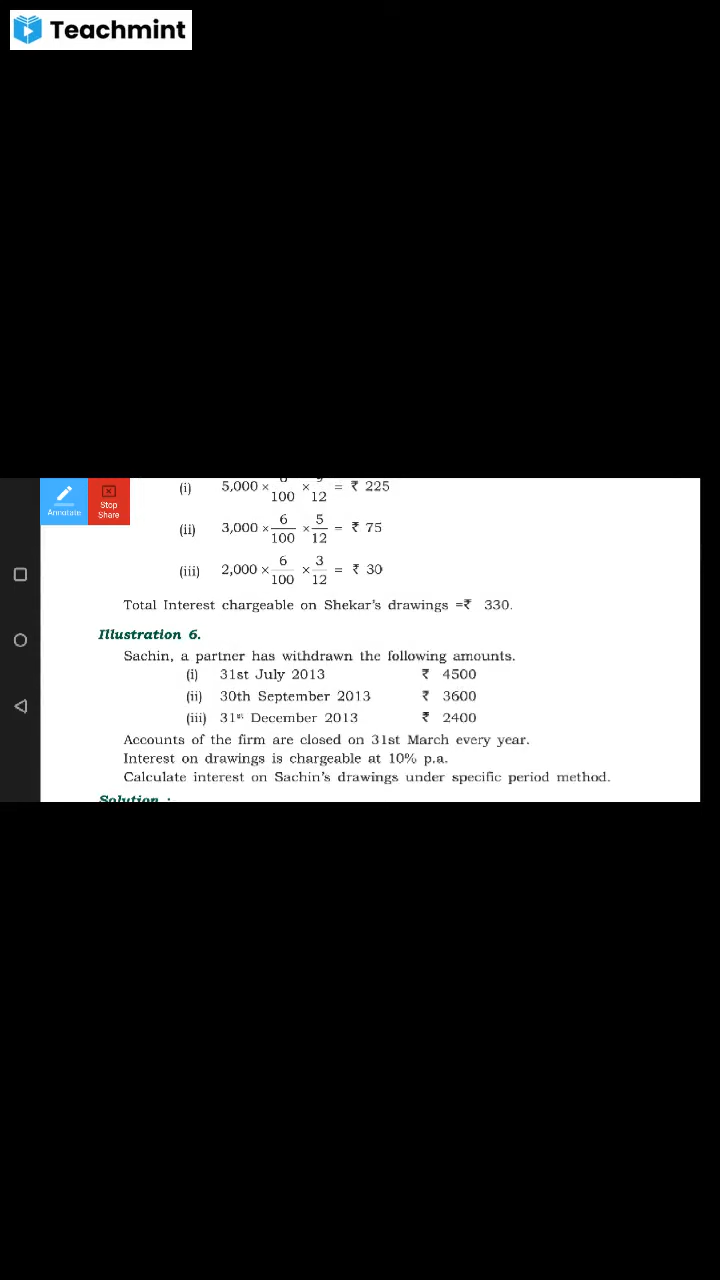 Teachmint
Annotate
Stop
Share
(i) 5,000 × 6/100 × 9/12 = ₹ 225
(ii) 3,000 × 6/100 × 5/12 = ₹ 75
(iii) 2,000 × 6/100 × 3/12 = ₹ 30
Total Interest chargeable on Shekar's drawings =₹ 330.
Illustration 6.
Sachin, a partner has withdrawn the following amounts.
(i) 31st July 2013 ₹ 4500
(ii) 30th September 2013 ₹ 3600
(iii) 31st December 2013 ₹ 2400
Accounts of the firm are closed on 31st March every year.
Interest on drawings is chargeable at 10% p.a.
Calculate interest on Sachin's drawings under specific period method.
Solution :